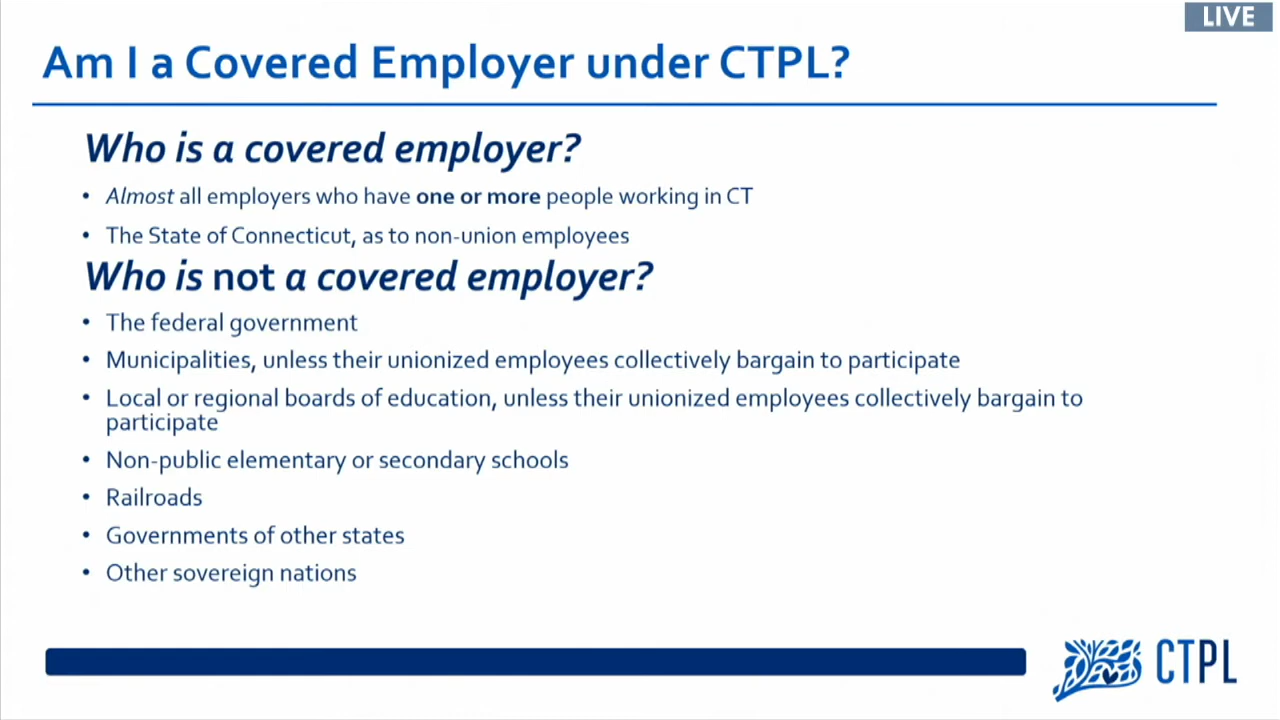 LIVE
Am I a Covered Employer under CTPL?
Who is a covered employer?
• Almost all employers who have one or more people working in CT
• The State of Connecticut, as to non-union employees
Who is not a covered employer?
• The federal government
• Municipalities, unless their unionized employees collectively bargain to participate
• Local or regional boards of education, unless their unionized employees collectively bargain to
participate
• Non-public elementary or secondary schools
• Railroads
• Governments of other states
• Other sovereign nations
CTPL